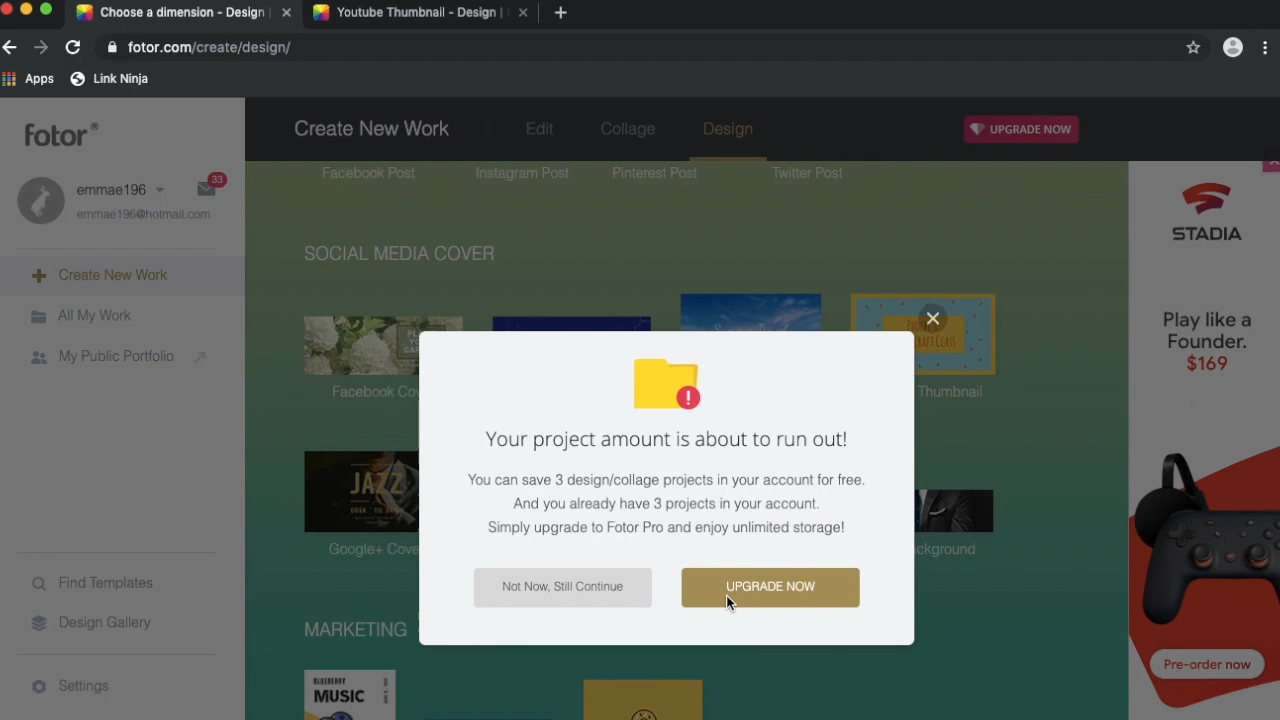 Choose a dimension - Design |
Youtube Thumbnail - Design |
fotor.com/create/design/
Apps
Link Ninja
fotor®
Create New Work
Edit
Collage
Design
UPGRADE NOW
Facebook Post
Instagram Post
Pinterest Post
Twitter Post
emmae196
33
emmae196@hotmail.com
Create New Work
All My Work
My Public Portfolio
SOCIAL MEDIA COVER
CRAFT CLASS
Facebook Cov
Thumbnail
JAZZ
Google+ Cove
ckground
Your project amount is about to run out!
You can save 3 design/collage projects in your account for free.
And you already have 3 projects in your account.
Simply upgrade to Fotor Pro and enjoy unlimited storage!
Not Now, Still Continue
UPGRADE NOW
Find Templates
Design Gallery
Settings
MARKETING
BLUEBERRY
MUSIC
STADIA
Play like a
Founder.
$169
Pre-order now